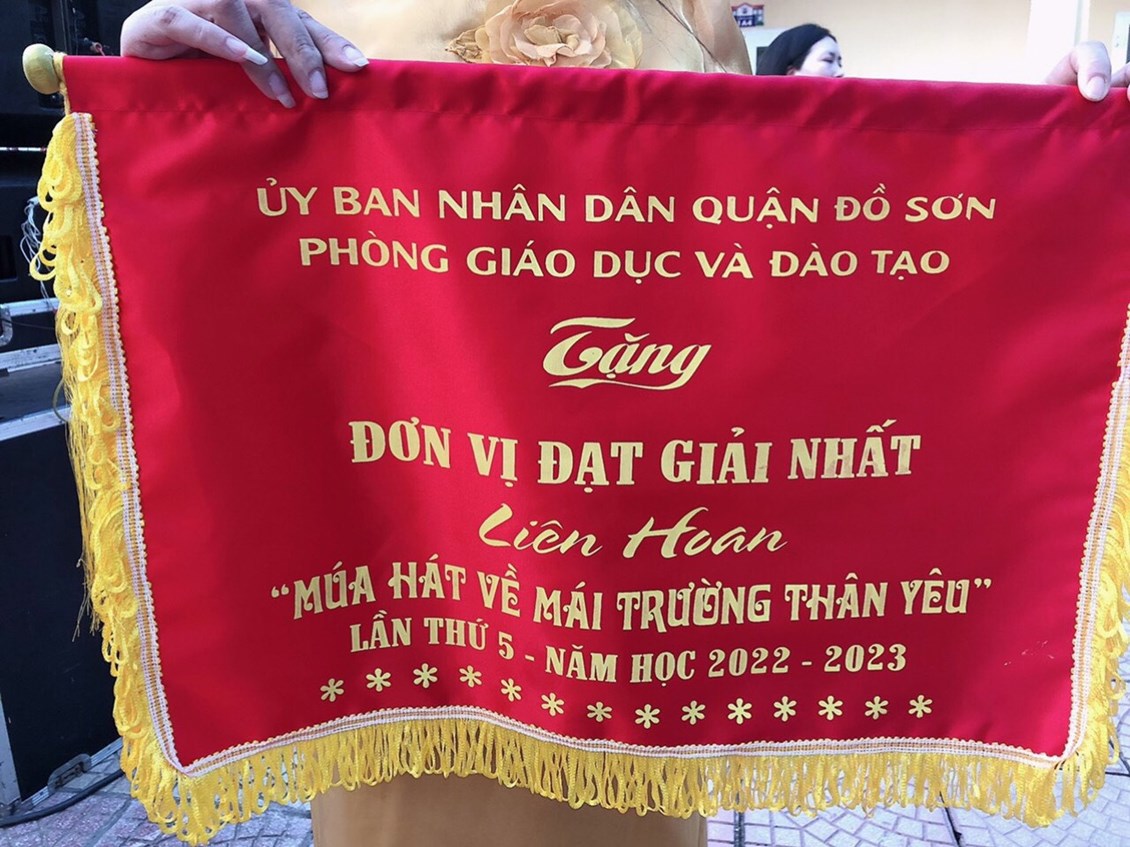 ỦY BAN NHÂN DÂN QUẬN ĐỒ SƠN
PHÒNG GIÁO DỤC VÀ ĐÀO TẠO
Tặng
ĐƠN VỊ ĐẠT GIẢI NHẤT
Liên Hoan
“MÚA HÁT VỀ MÁI TRƯỜNG THÂN YÊU”
LẦN THỨ 5 - NĂM HỌC 2022 - 2023